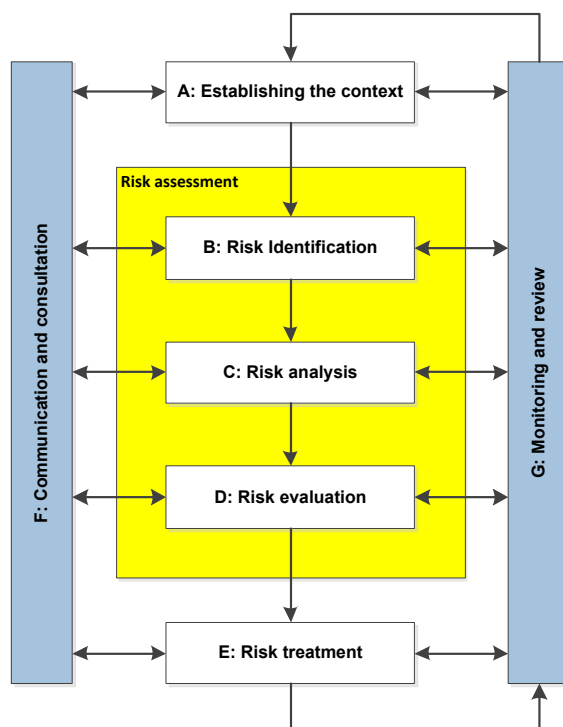 A: Establishing the context
Risk assessment
B: Risk Identification
C: Risk analysis
D: Risk evaluation
E: Risk treatment
F: Communication and consultation
G: Monitoring and review